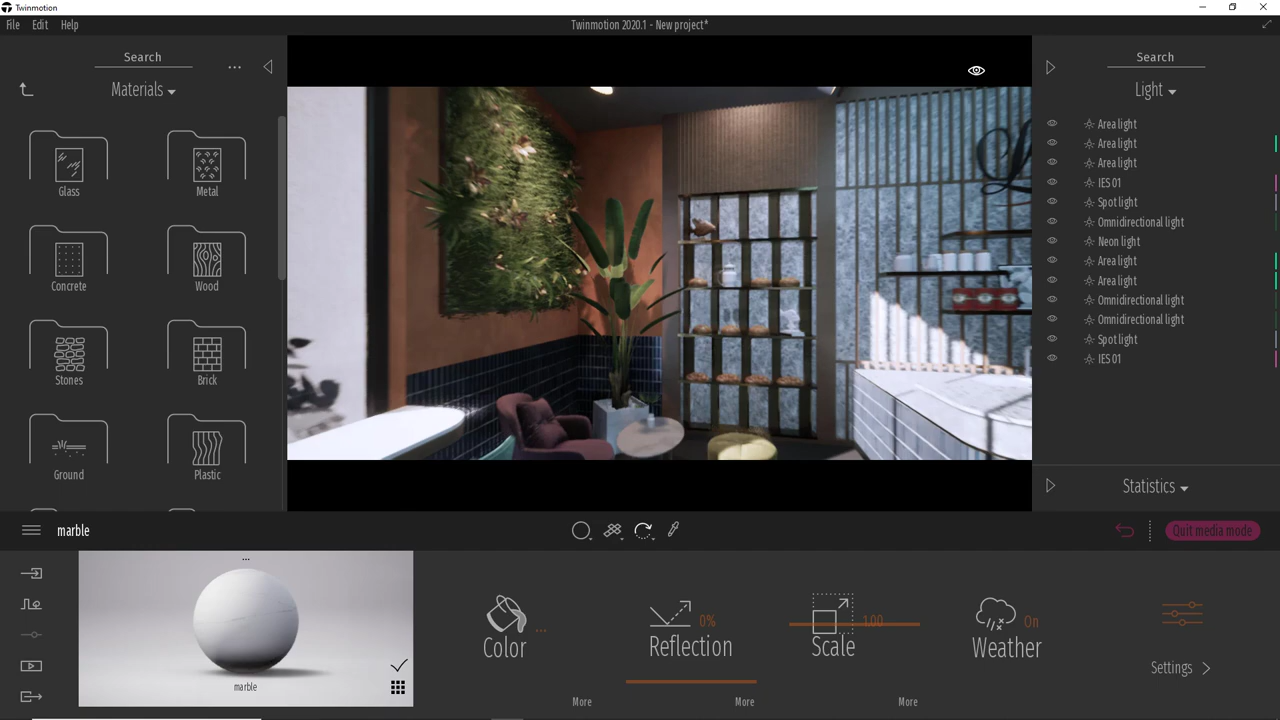 Twinmotion
File Edit Help
Twinmotion 2020.1 - New project*
Search
...
Materials
Glass
Metal
Concrete
Wood
Stones
Brick
Ground
Plastic
Search
Light
Area light
Area light
Area light
IES 01
Spot light
Omnidirectional light
Neon light
Area light
Area light
Omnidirectional light
Omnidirectional light
Spot light
IES 01
Statistics
marble
Quit media mode
...
marble
Color ...
More
Reflection 0%
More
Scale 1.00
More
Weather On
Settings